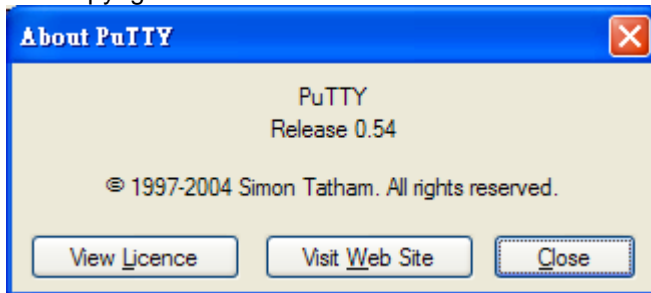 About PuTTY
PuTTY
Release 0.54
© 1997-2004 Simon Tatham. All rights reserved.
View Licence
Visit Web Site
Close